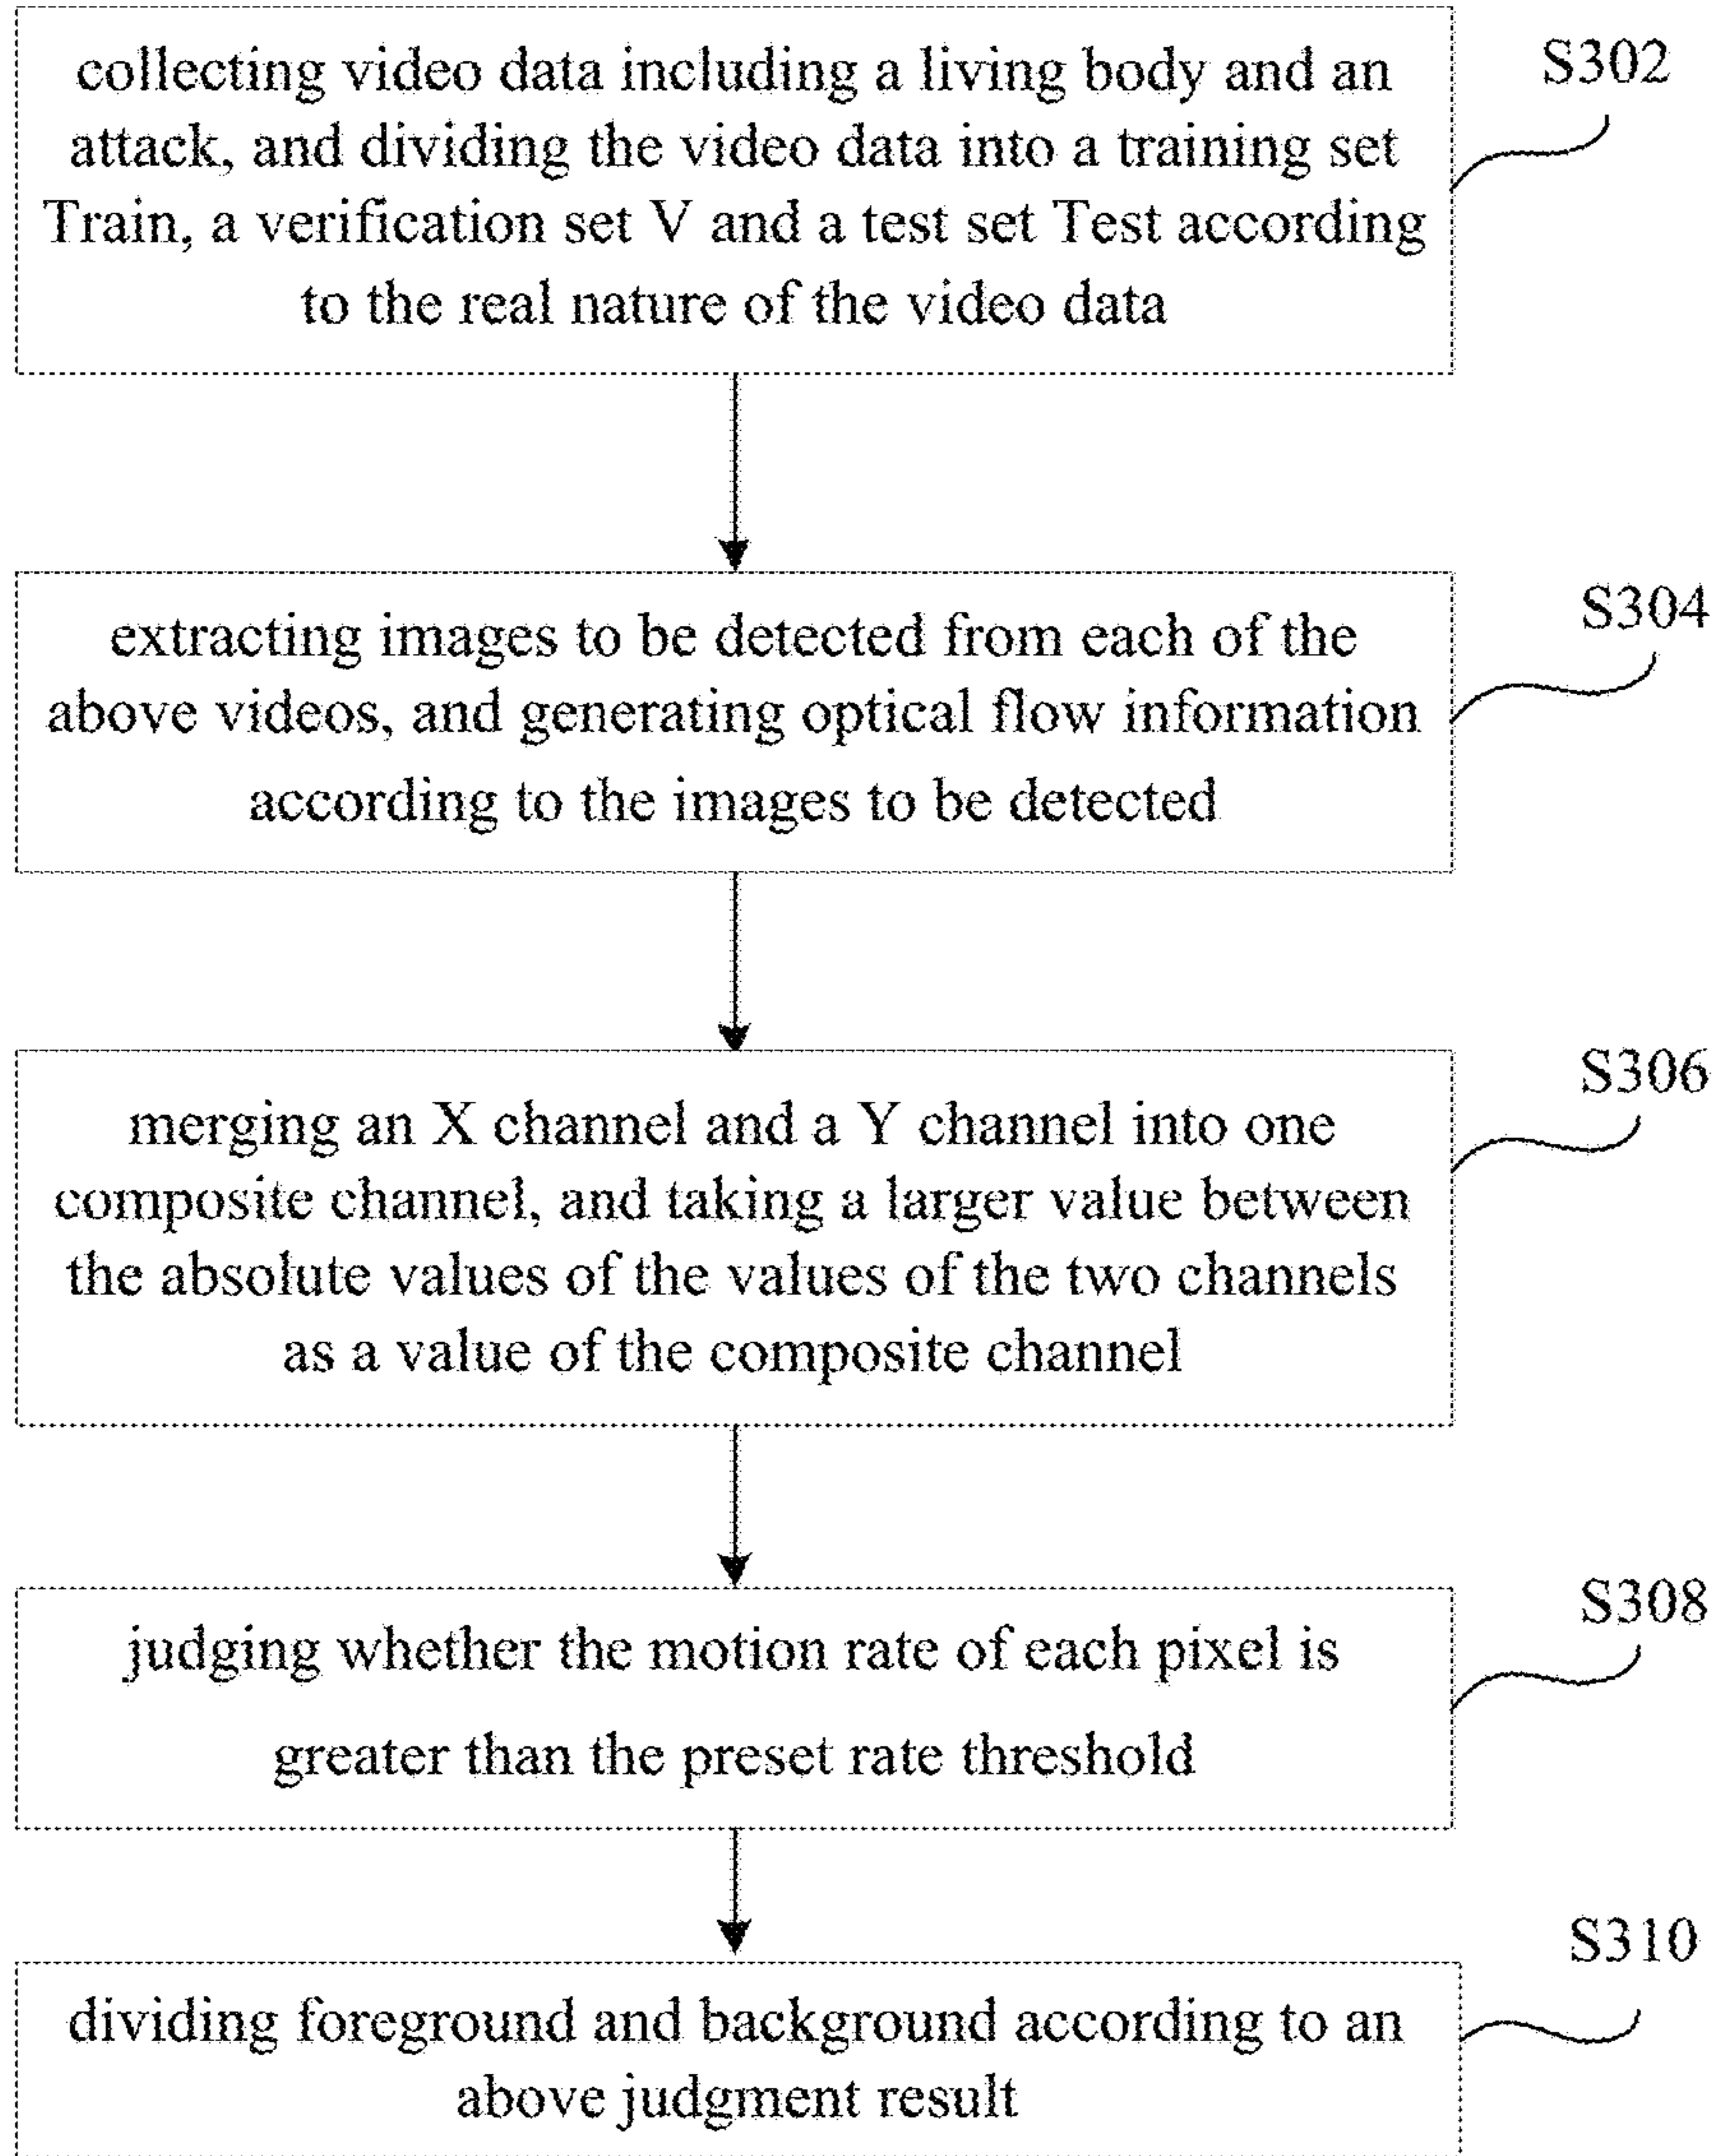 collecting video data including a living body and an
attack, and dividing the video data into a training set
Train, a verification set V and a test set Test according
to the real nature of the video data
S302
extracting images to be detected from each of the
above videos, and generating optical flow information
according to the images to be detected
S304
merging an X channel and a Y channel into one
composite channel, and taking a larger value between
the absolute values of the values of the two channels
as a value of the composite channel
S306
judging whether the motion rate of each pixel is
greater than the preset rate threshold
S308
dividing foreground and background according to an
above judgment result
S310